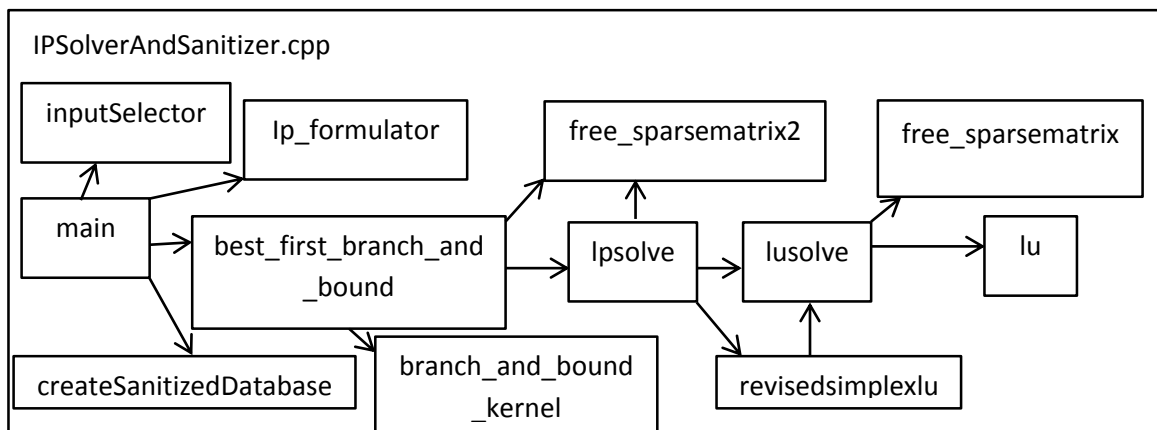 IPSolverAndSanitizer.cpp
inputSelector
lp_formulator
free_sparsematrix2
free_sparsematrix
main
best_first_branch_and
_bound
lpsolve
lusolve
lu
createSanitizedDatabase
branch_and_bound
_kernel
revisedsimplexlu